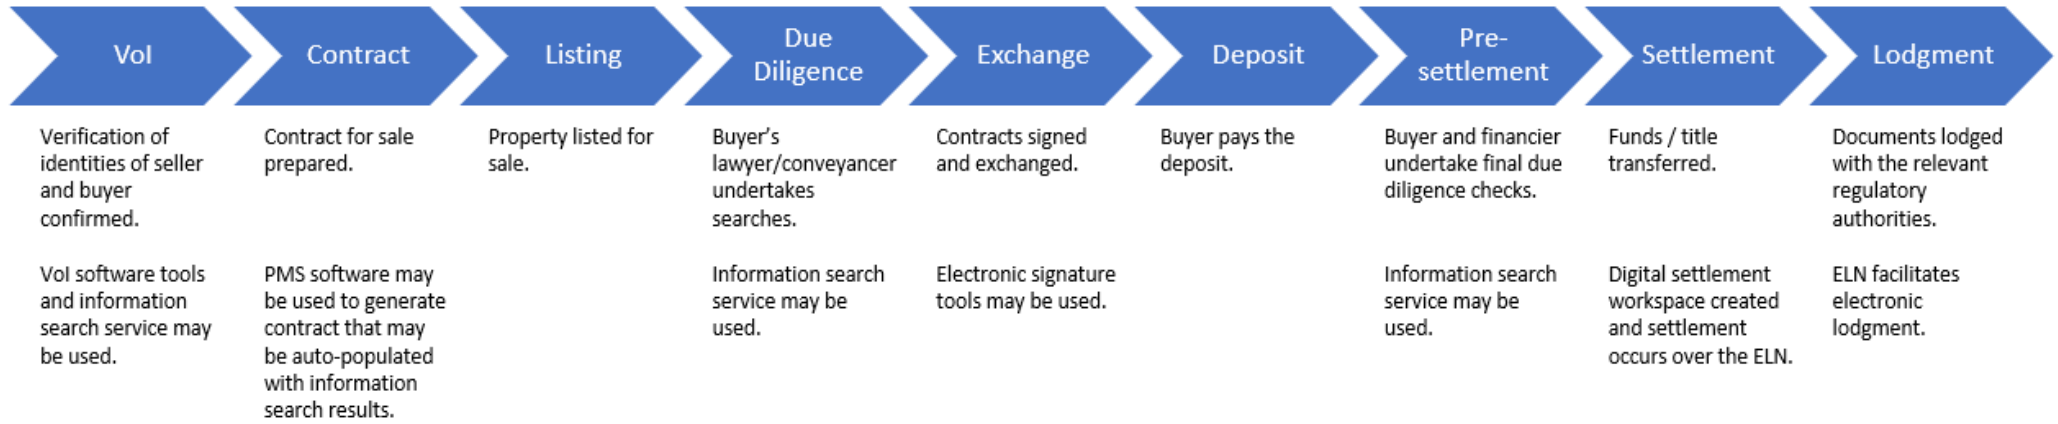 VoI
Contract
Listing
Due
Diligence
Exchange
Deposit
Pre-
settlement
Settlement
Lodgment
Verification of
identities of seller
and buyer
confirmed.
VoI software tools
and information
search service may
be used.
Contract for sale
prepared.
PMS software may
be used to generate
contract that may
be auto-populated
with information
search results.
Property listed for
sale.
Buyer's
lawyer/conveyancer
undertakes
searches.
Information search
service may be
used.
Contracts signed
and exchanged.
Electronic signature
tools may be used.
Buyer pays the
deposit.
Buyer and financier
undertake final due
diligence checks.
Information search
service may be
used.
Funds / title
transferred.
Digital settlement
workspace created
and settlement
occurs over the ELN.
Documents lodged
with the relevant
regulatory
authorities.
ELN facilitates
electronic
lodgment.